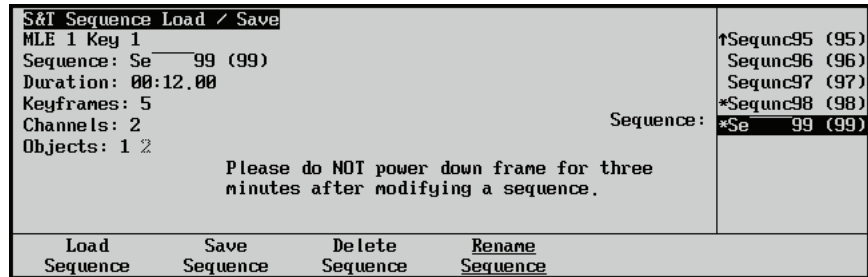 S&T Sequence Load / Save
MLE 1 Key 1
Sequence: Se 99 (99)
Duration: 00:12.00
Keyframes: 5
Channels: 2
Objects: 1 2
Please do NOT power down frame for three
minutes after modifying a sequence.
Sequence:
↑Sequnc95 (95)
Sequnc96 (96)
Sequnc97 (97)
*Sequnc98 (98)
*Se 99 (99)
Load Sequence
Save Sequence
Delete Sequence
Rename Sequence